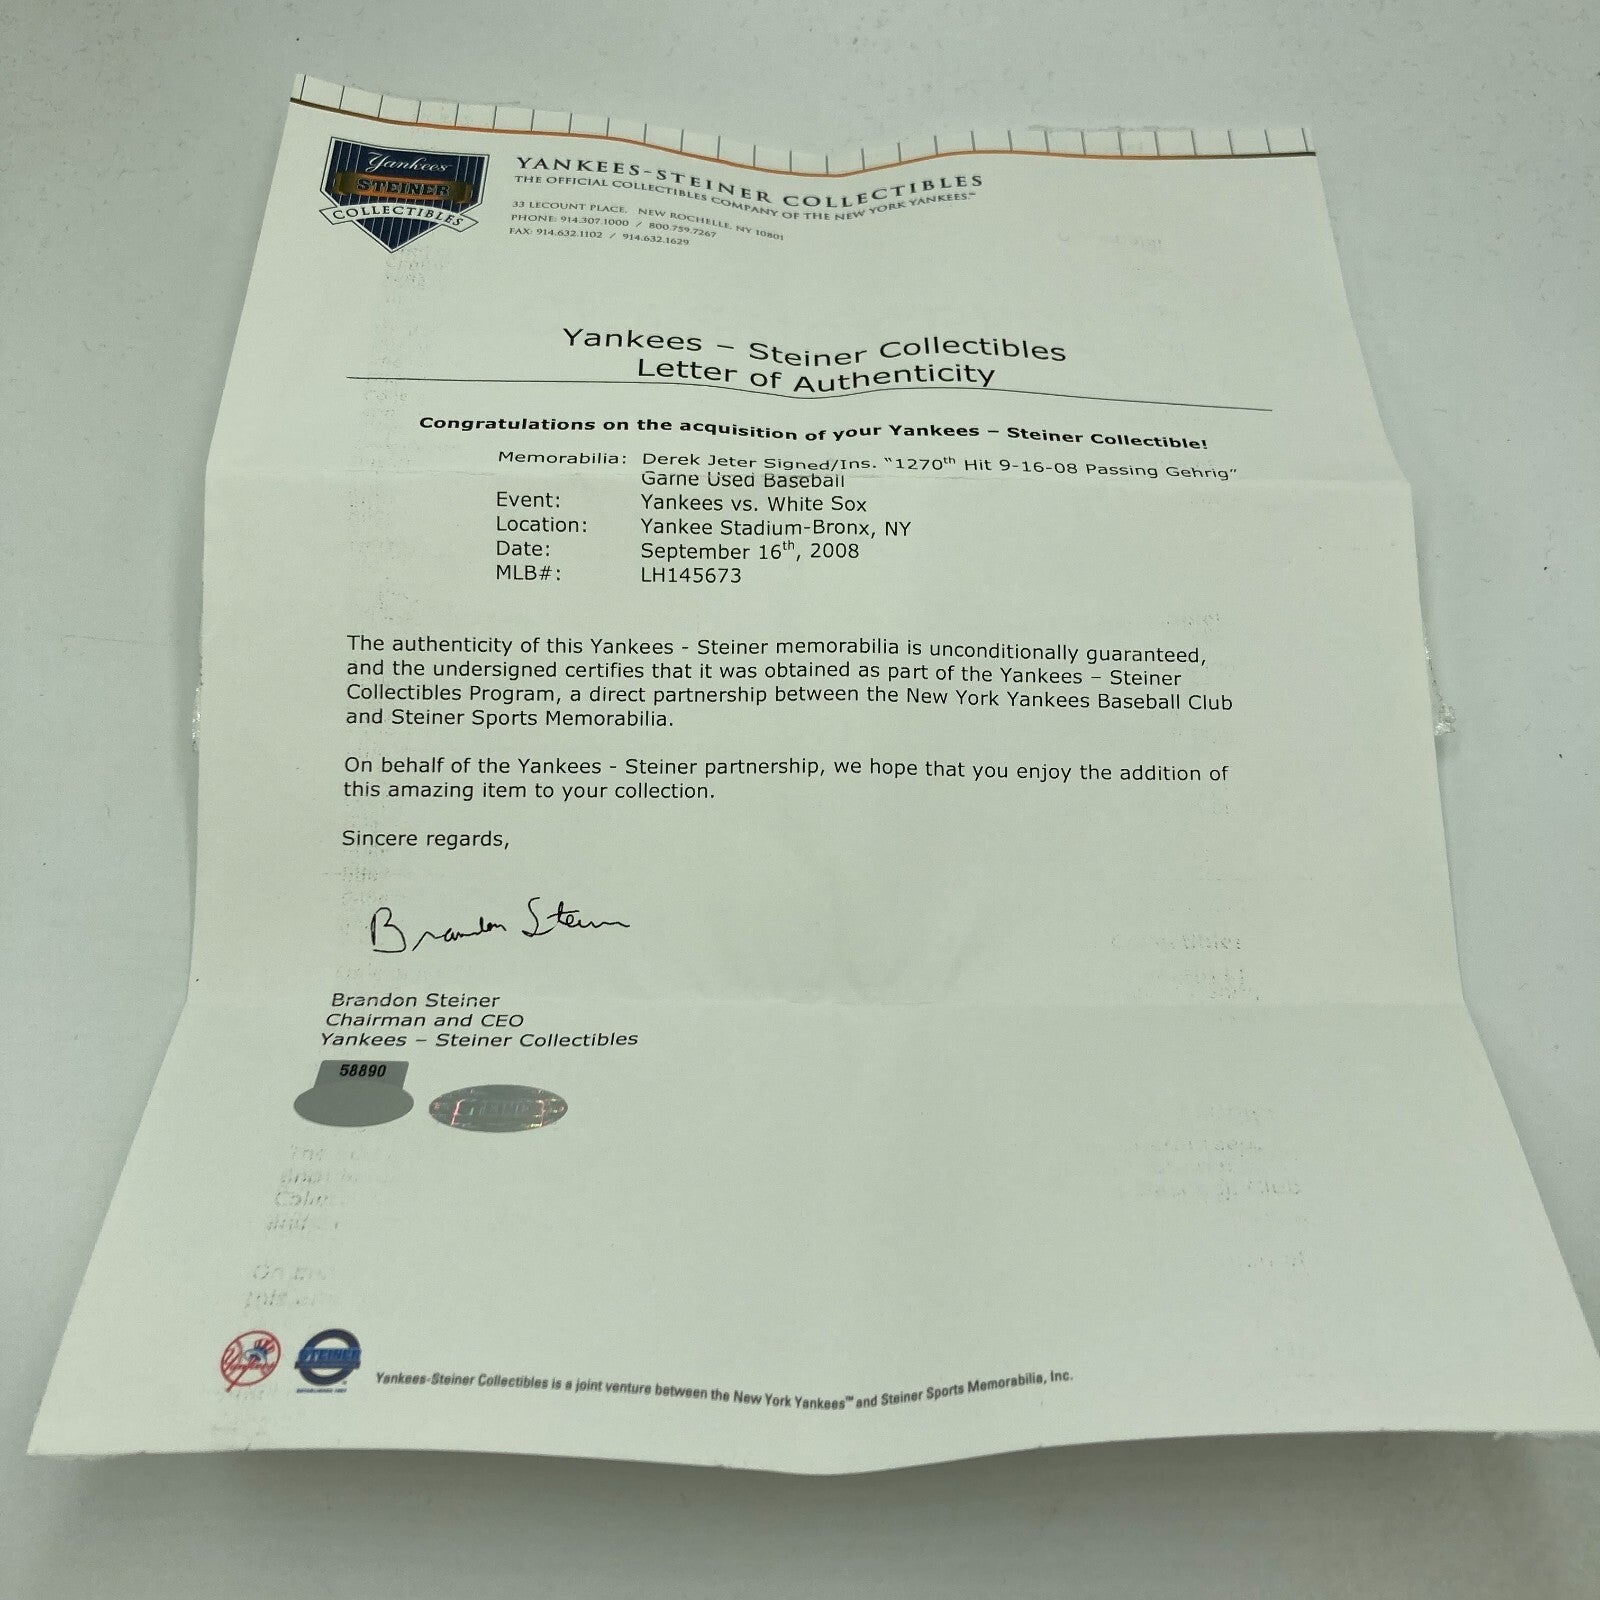 Yankees
STEINER
COLLECTIBLES
YANKEES-STEINER COLLECTIBLES
THE OFFICIAL COLLECTIBLES COMPANY OF THE NEW YORK YANKEES.™
33 LECOUNT PLACE, NEW ROCHELLE, NY 10801
PHONE: 914.307.1000 / 800.759.7267
FAX: 914.632.1102 / 914.632.1629
Yankees – Steiner Collectibles
Letter of Authenticity
Congratulations on the acquisition of your Yankees – Steiner Collectible!
Memorabilia: Derek Jeter Signed/Ins. "1270th Hit 9-16-08 Passing Gehrig"
Game Used Baseball
Event: Yankees vs. White Sox
Location: Yankee Stadium-Bronx, NY
Date: September 16th, 2008
MLB#: LH145673
The authenticity of this Yankees - Steiner memorabilia is unconditionally guaranteed,
and the undersigned certifies that it was obtained as part of the Yankees – Steiner
Collectibles Program, a direct partnership between the New York Yankees Baseball Club
and Steiner Sports Memorabilia.
On behalf of the Yankees - Steiner partnership, we hope that you enjoy the addition of
this amazing item to your collection.
Sincere regards,
Brandon Steiner
Brandon Steiner
Chairman and CEO
Yankees – Steiner Collectibles
58890
STEINER
Yankees
STEINER
Yankees-Steiner Collectibles is a joint venture between the New York Yankees™ and Steiner Sports Memorabilia, Inc.